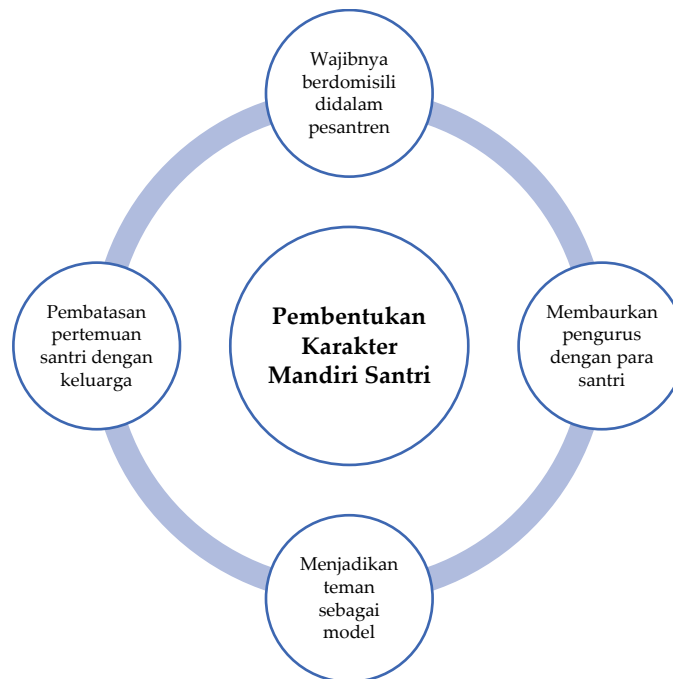 Wajibnya
berdomisili
didalam
pesantren
Pembatasan
pertemuan
santri dengan
keluarga
Pembentukan
Karakter
Mandiri Santri
Membaurkan
pengurus
dengan para
santri
Menjadikan
teman
sebagai
model